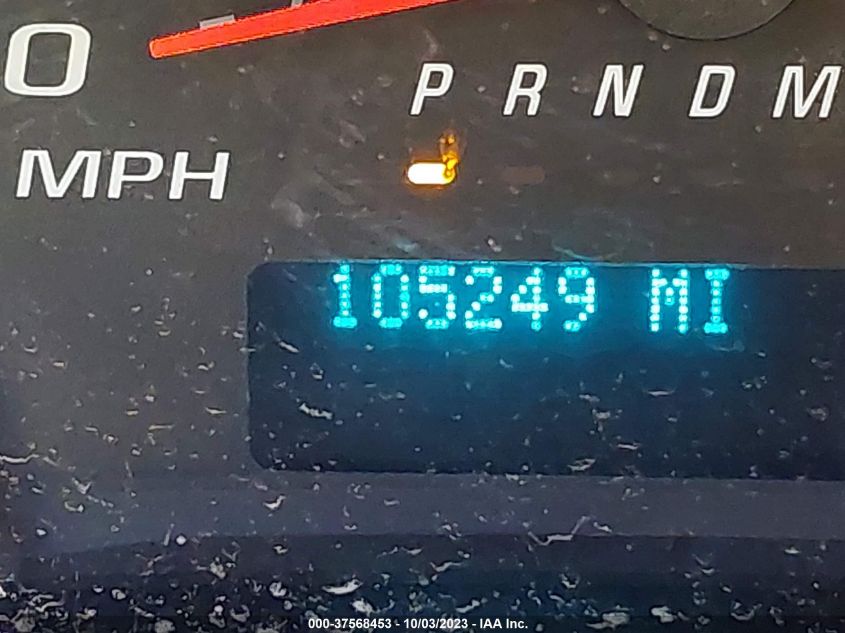 0
P R N D M
MPH
105249 MI
000-37568453 - 10/03/2023 - IAA Inc.